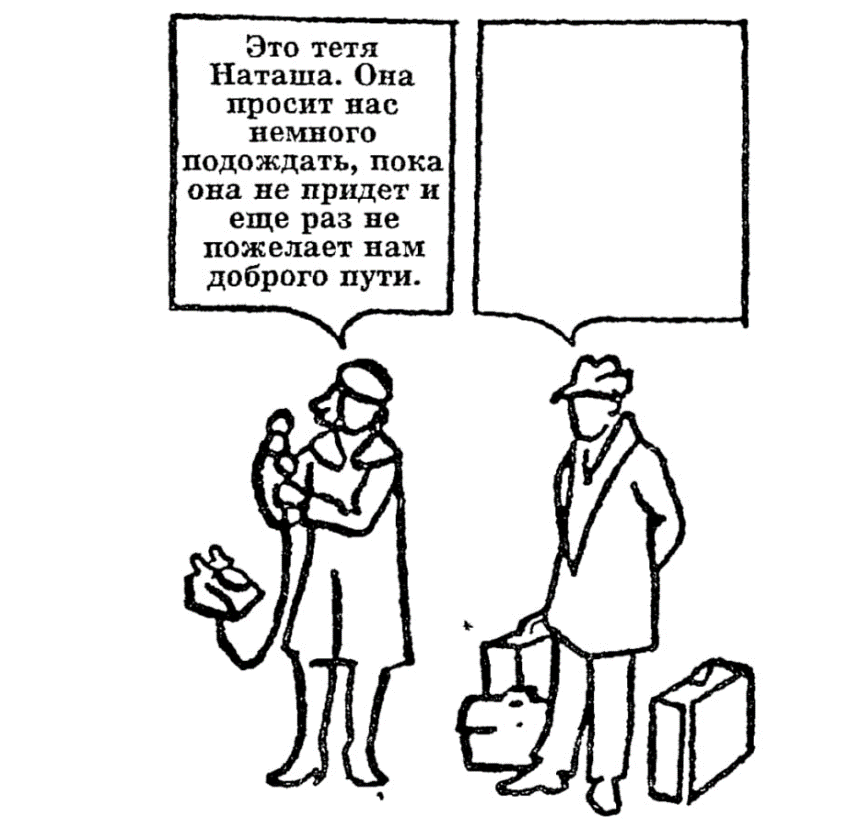 Это тетя
Наташа. Она
просит нас
немного
подождать, пока
она не придет и
еще раз не
пожелает нам
доброго пути.